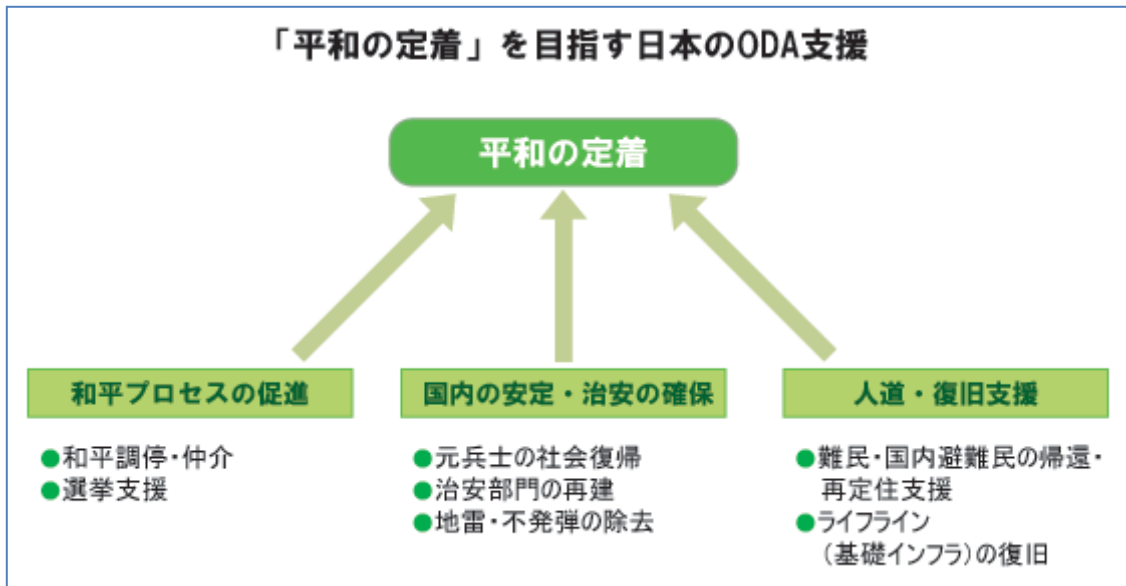 「平和の定着」を目指す日本のODA支援
平和の定着
和平プロセスの促進
●和平調停・仲介
●選挙支援
国内の安定・治安の確保
●元兵士の社会復帰
●治安部門の再建
●地雷・不発弾の除去
人道・復旧支援
●難民・国内避難民の帰還・
再定住支援
●ライフライン
(基礎インフラ)の復旧